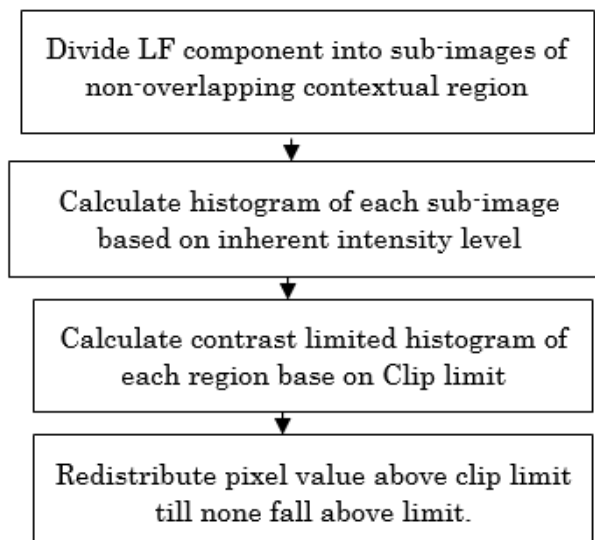 Divide LF component into sub-images of
non-overlapping contextual region
Calculate histogram of each sub-image
based on inherent intensity level
Calculate contrast limited histogram of
each region base on Clip limit
Redistribute pixel value above clip limit
till none fall above limit.